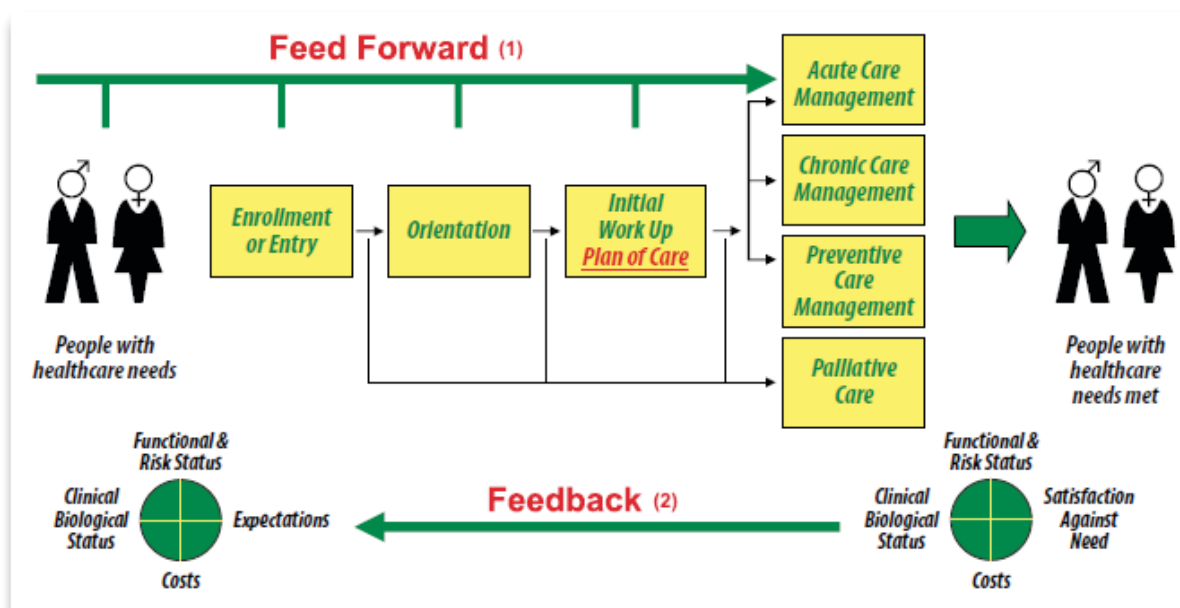 Feed Forward (1)
Acute Care
Management
Chronic Care
Management
Enrollment
or Entry
Orientation
Initial
Work Up
Plan of Care
Preventive
Care
Management
Palliative
Care
People with
healthcare needs
People with
healthcare
needs met
Functional &
Risk Status
Clinical
Biological
Status
Expectations
Costs
Feedback (2)
Functional &
Risk Status
Clinical
Biological
Status
Satisfaction
Against
Need
Costs